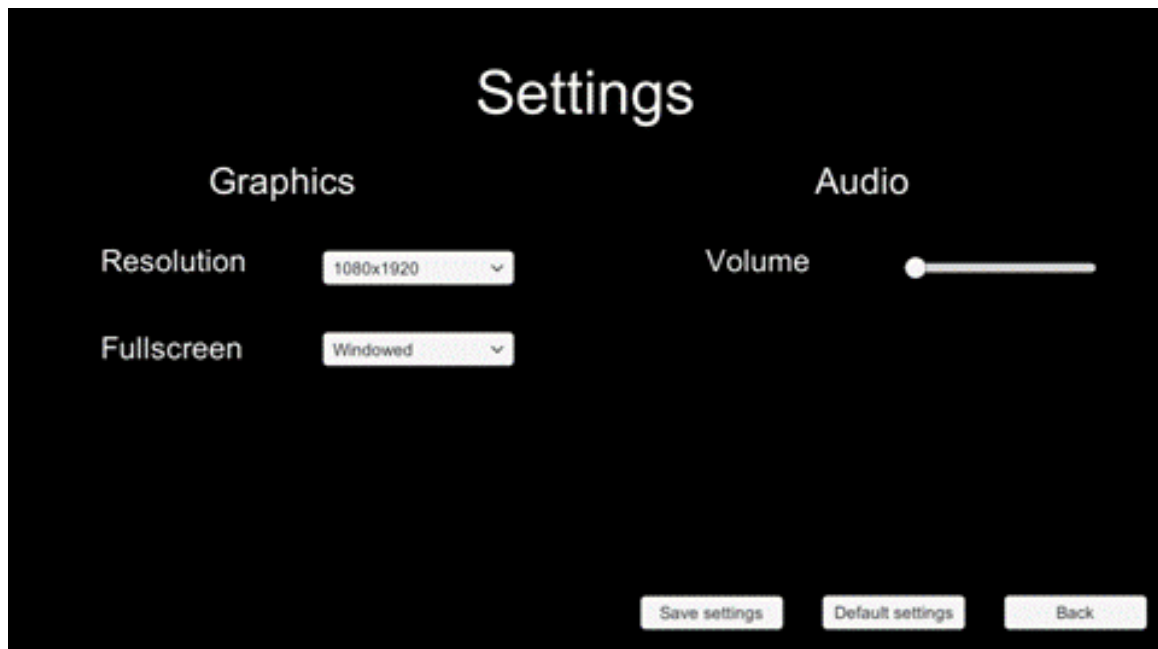 Settings
Graphics
Resolution
1080x1920
Fullscreen
Windowed
Audio
Volume
Save settings
Default settings
Back